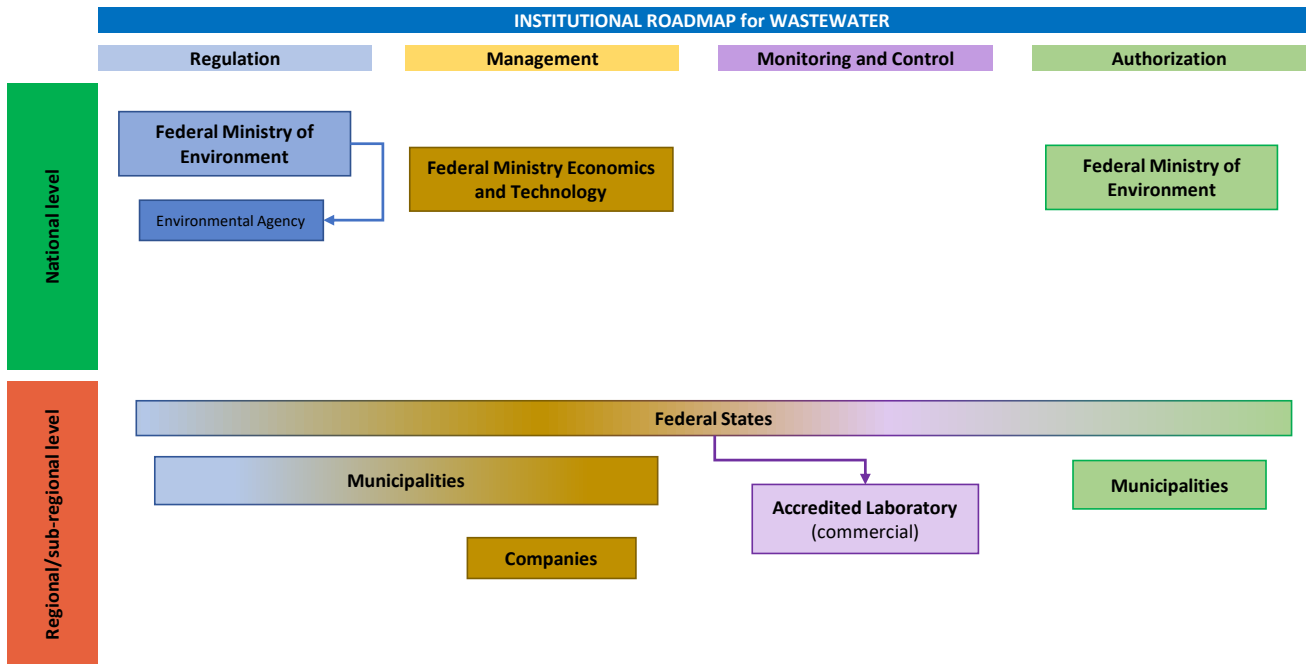 INSTITUTIONAL ROADMAP for WASTEWATER
Regulation
Management
Monitoring and Control
Authorization
National level
Federal Ministry of
Environment
Environmental Agency
Federal Ministry Economics
and Technology
Federal Ministry of
Environment
Regional/sub-regional level
Federal States
Municipalities
Companies
Accredited Laboratory
(commercial)
Municipalities